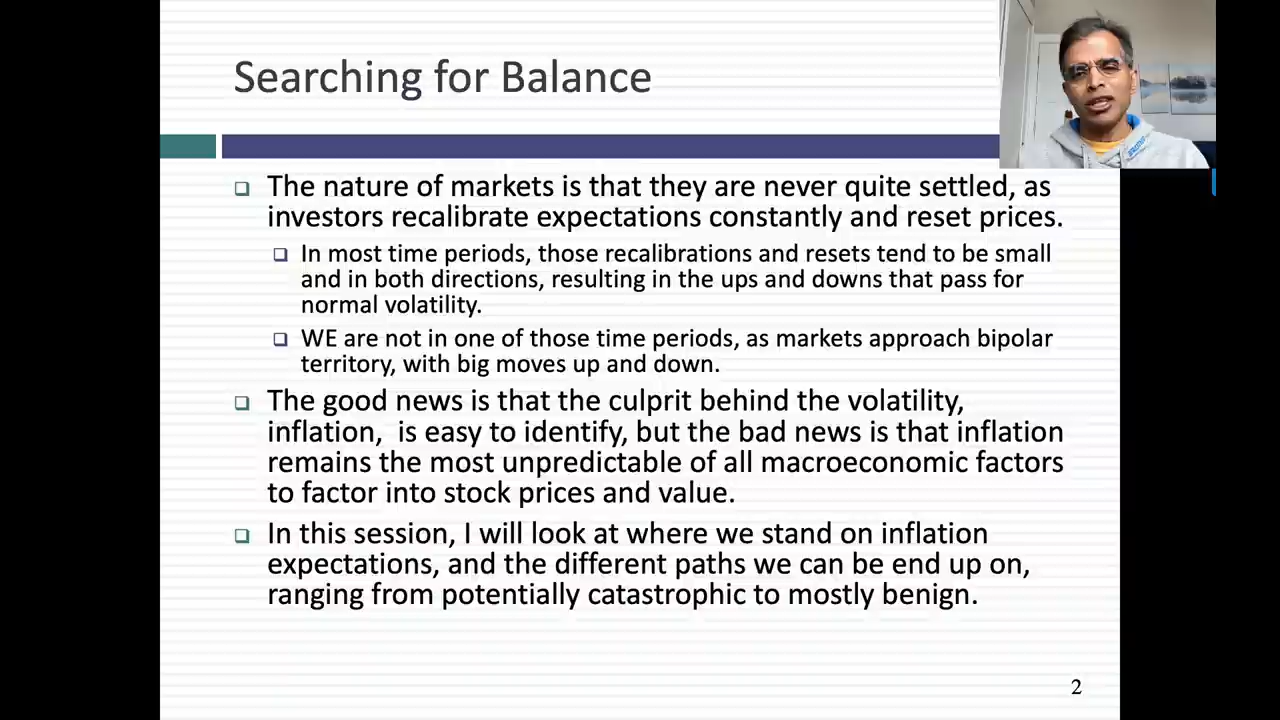 Searching for Balance
The nature of markets is that they are never quite settled, as
investors recalibrate expectations constantly and reset prices.
In most time periods, those recalibrations and resets tend to be small
and in both directions, resulting in the ups and downs that pass for
normal volatility.
WE are not in one of those time periods, as markets approach bipolar
territory, with big moves up and down.
The good news is that the culprit behind the volatility,
inflation,  is easy to identify, but the bad news is that inflation
remains the most unpredictable of all macroeconomic factors
to factor into stock prices and value.
In this session, I will look at where we stand on inflation
expectations, and the different paths we can be end up on,
ranging from potentially catastrophic to mostly benign.
2